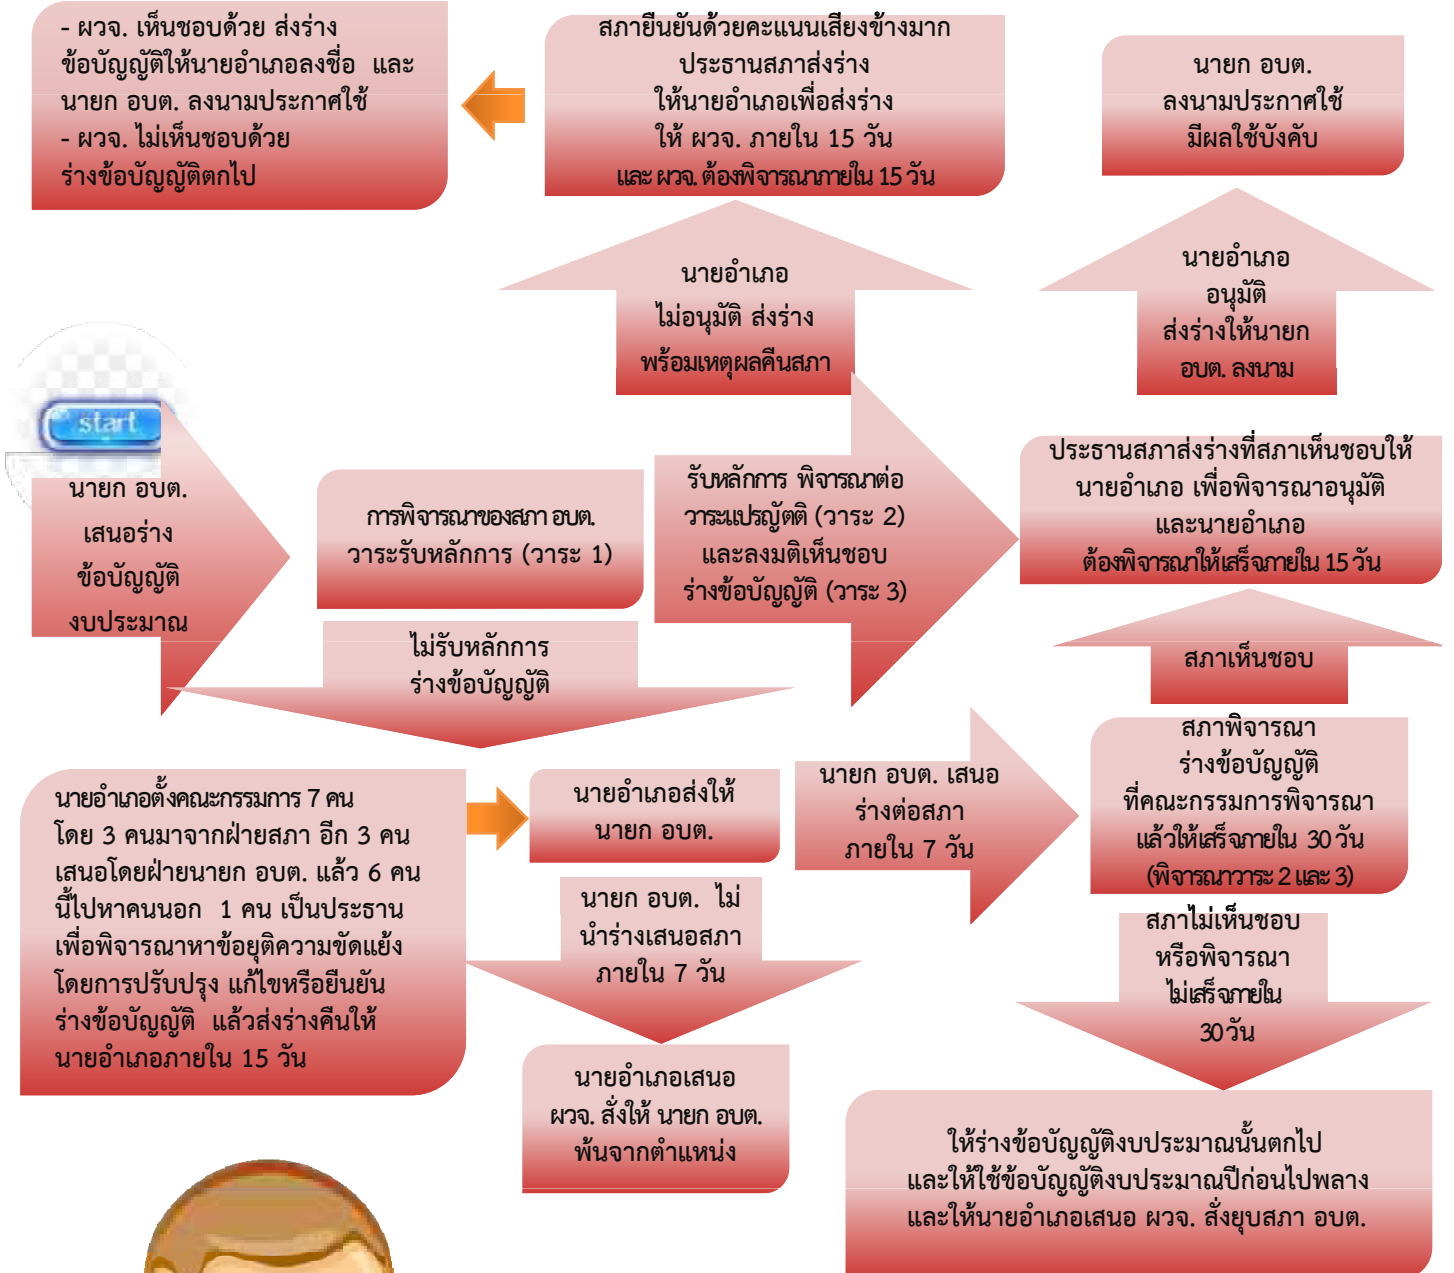 - ผวจ. เห็นชอบด้วย ส่งร่าง
ข้อบัญญัติให้นายอำเภอลงชื่อ และ
นายก อบต. ลงนามประกาศใช้
- ผวจ. ไม่เห็นชอบด้วย
ร่างข้อบัญญัติตกไป
สภายืนยันด้วยคะแนนเสียงข้างมาก
ประธานสภาส่งร่าง
ให้นายอำเภอเพื่อส่งร่าง
ให้ ผวจ. ภายใน 15 วัน
และ ผวจ. ต้องพิจารณาภายใน 15 วัน
นายก อบต.
ลงนามประกาศใช้
มีผลใช้บังคับ
นายอำเภอ
ไม่อนุมัติ ส่งร่าง
พร้อมเหตุผลคืนสภา
นายอำเภอ
อนุมัติ
ส่งร่างให้นายก
อบต. ลงนาม
start
นายก อบต.
เสนอร่าง
ข้อบัญญัติ
งบประมาณ
การพิจารณาของสภา อบต.
วาระรับหลักการ (วาระ 1)
รับหลักการ พิจารณาต่อ
วาระแปรญัตติ (วาระ 2)
และลงมติเห็นชอบ
ร่างข้อบัญญัติ (วาระ 3)
ประธานสภาส่งร่างที่สภาเห็นชอบให้
นายอำเภอ เพื่อพิจารณาอนุมัติ
และนายอำเภอ
ต้องพิจารณาให้เสร็จภายใน 15 วัน
ไม่รับหลักการ
ร่างข้อบัญญัติ
สภาเห็นชอบ
นายอำเภอตั้งคณะกรรมการ 7 คน
โดย 3 คนมาจากฝ่ายสภา อีก 3 คน
เสนอโดยฝ่ายนายก อบต. แล้ว 6 คน
นี้ไปหาคนนอก 1 คน เป็นประธาน
เพื่อพิจารณาหาข้อยุติความขัดแย้ง
โดยการปรับปรุง แก้ไขหรือยืนยัน
ร่างข้อบัญญัติ แล้วส่งร่างคืนให้
นายอำเภอภายใน 15 วัน
นายอำเภอส่งให้
นายก อบต.
นายก อบต. เสนอ
ร่างต่อสภา
ภายใน 7 วัน
สภาพิจารณา
ร่างข้อบัญญัติ
ที่คณะกรรมการพิจารณา
แล้วให้เสร็จภายใน 30 วัน
(พิจารณาวาระ 2 และ 3)
นายก อบต. ไม่
นำร่างเสนอสภา
ภายใน 7 วัน
สภาไม่เห็นชอบ
หรือพิจารณา
ไม่เสร็จภายใน
30 วัน
นายอำเภอเสนอ
ผวจ. สั่งให้ นายก อบต.
พ้นจากตำแหน่ง
ให้ร่างข้อบัญญัติงบประมาณนั้นตกไป
และให้ใช้ข้อบัญญัติงบประมาณปีก่อนไปพลาง
และให้นายอำเภอเสนอ ผวจ. สั่งยุบสภา อบต.